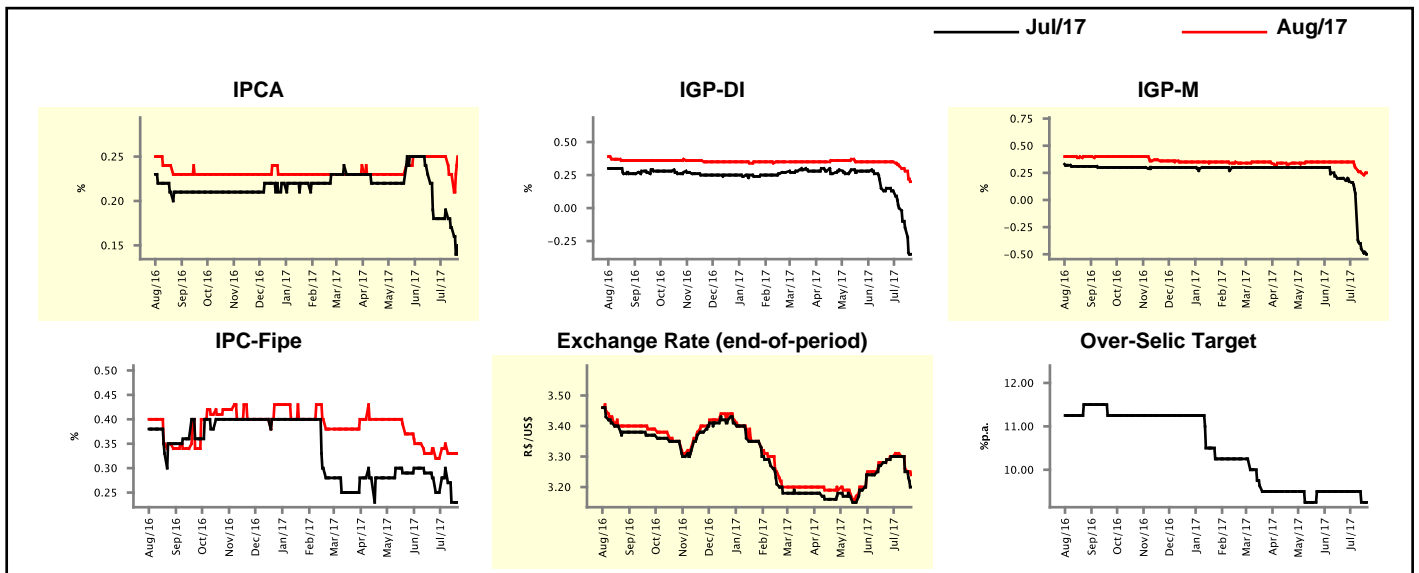 Jul/17 Aug/17
IPCA
%
0.25
0.20
0.15
Aug/16 Sep/16 Oct/16 Nov/16 Dec/16 Jan/17 Feb/17 Mar/17 Apr/17 May/17 Jun/17 Jul/17
IGP-DI
%
0.50
0.25
0.00
−0.25
Aug/16 Sep/16 Oct/16 Nov/16 Dec/16 Jan/17 Feb/17 Mar/17 Apr/17 May/17 Jun/17 Jul/17
IGP-M
%
0.75
0.50
0.25
0.00
−0.25
−0.50
Aug/16 Sep/16 Oct/16 Nov/16 Dec/16 Jan/17 Feb/17 Mar/17 Apr/17 May/17 Jun/17 Jul/17
IPC-Fipe
%
0.50
0.45
0.40
0.35
0.30
0.25
Aug/16 Sep/16 Oct/16 Nov/16 Dec/16 Jan/17 Feb/17 Mar/17 Apr/17 May/17 Jun/17 Jul/17
Exchange Rate (end-of-period)
R$/US$
3.50
3.40
3.30
3.20
Aug/16 Sep/16 Oct/16 Nov/16 Dec/16 Jan/17 Feb/17 Mar/17 Apr/17 May/17 Jun/17 Jul/17
Over-Selic Target
%p.a.
12.00
11.00
10.00
Aug/16 Sep/16 Oct/16 Nov/16 Dec/16 Jan/17 Feb/17 Mar/17 Apr/17 May/17 Jun/17 Jul/17